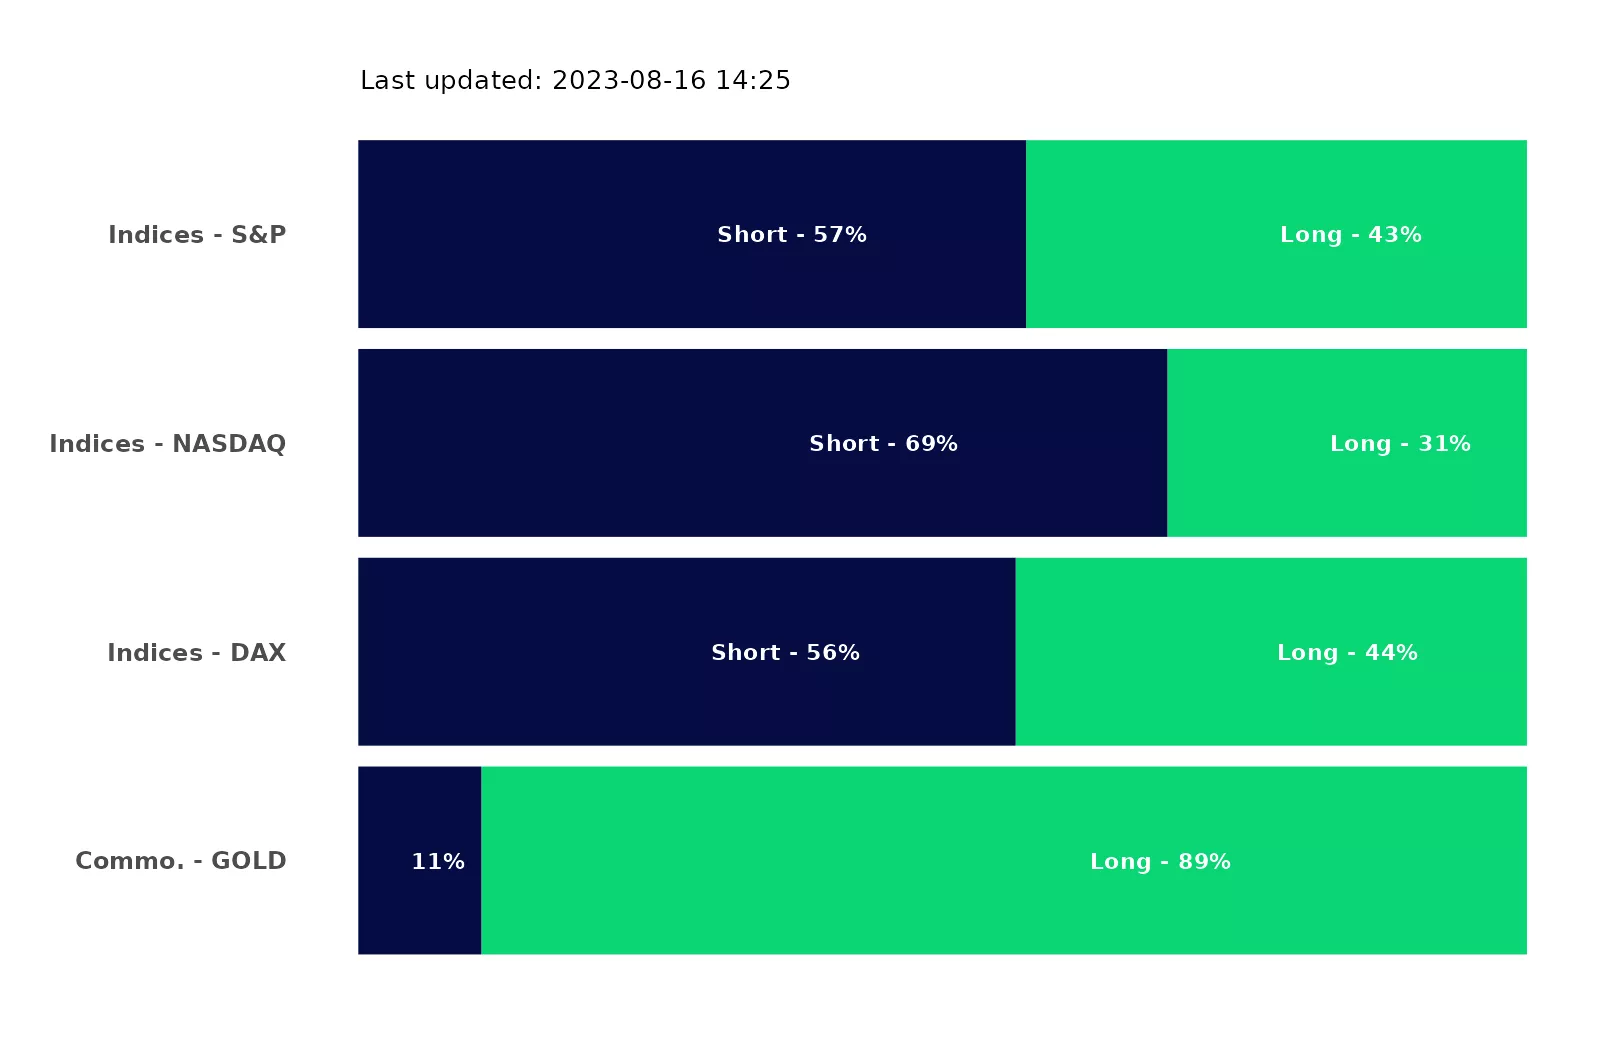 Last updated: 2023-08-16 14:25
Indices - S&P Short - 57% Long - 43%
Indices - NASDAQ Short - 69% Long - 31%
Indices - DAX Short - 56% Long - 44%
Commo. - GOLD 11% Long - 89%